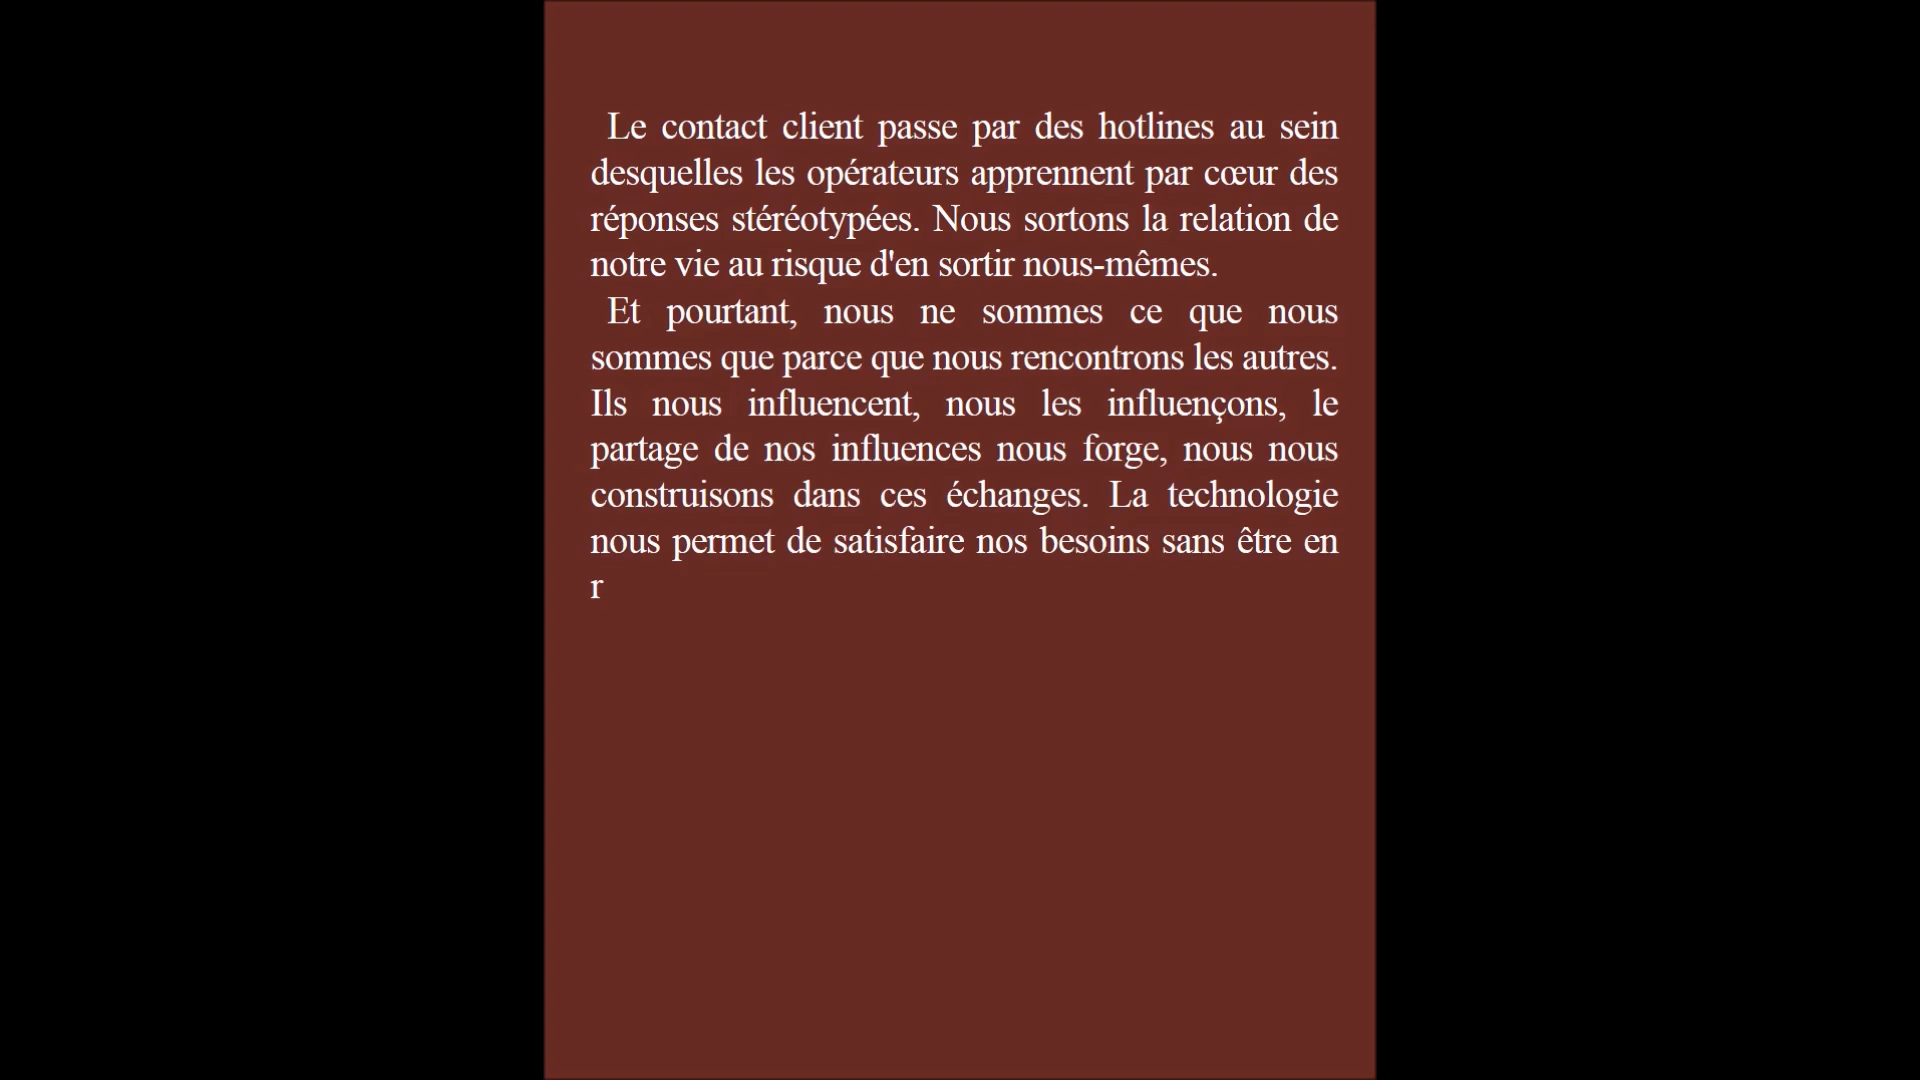 Le contact client passe par des hotlines au sein
desquelles les opérateurs apprennent par cœur des
réponses stéréotypées. Nous sortons la relation de
notre vie au risque d'en sortir nous-mêmes.
Et pourtant, nous ne sommes ce que nous
sommes que parce que nous rencontrons les autres.
Ils nous influencent, nous les influençons, le
partage de nos influences nous forge, nous nous
construisons dans ces échanges. La technologie
nous permet de satisfaire nos besoins sans être en
r